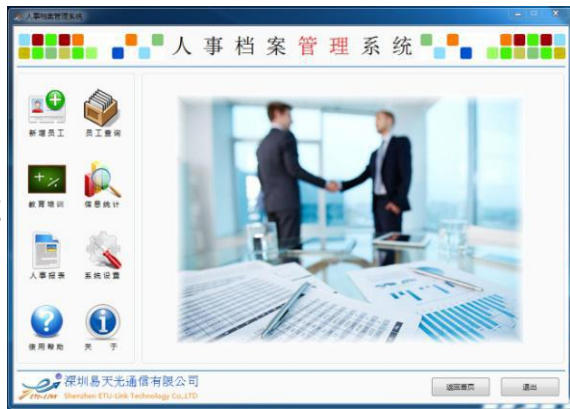 人事档案管理系统
人事档案管理系统
新增员工
员工查询
教育培训
信息统计
人事报表
系统设置
使用帮助
关 于
ETU-LINK
深圳易天光通信有限公司
Shenzhen ETU-Link Technology Co.,LTD
返回首页
退出